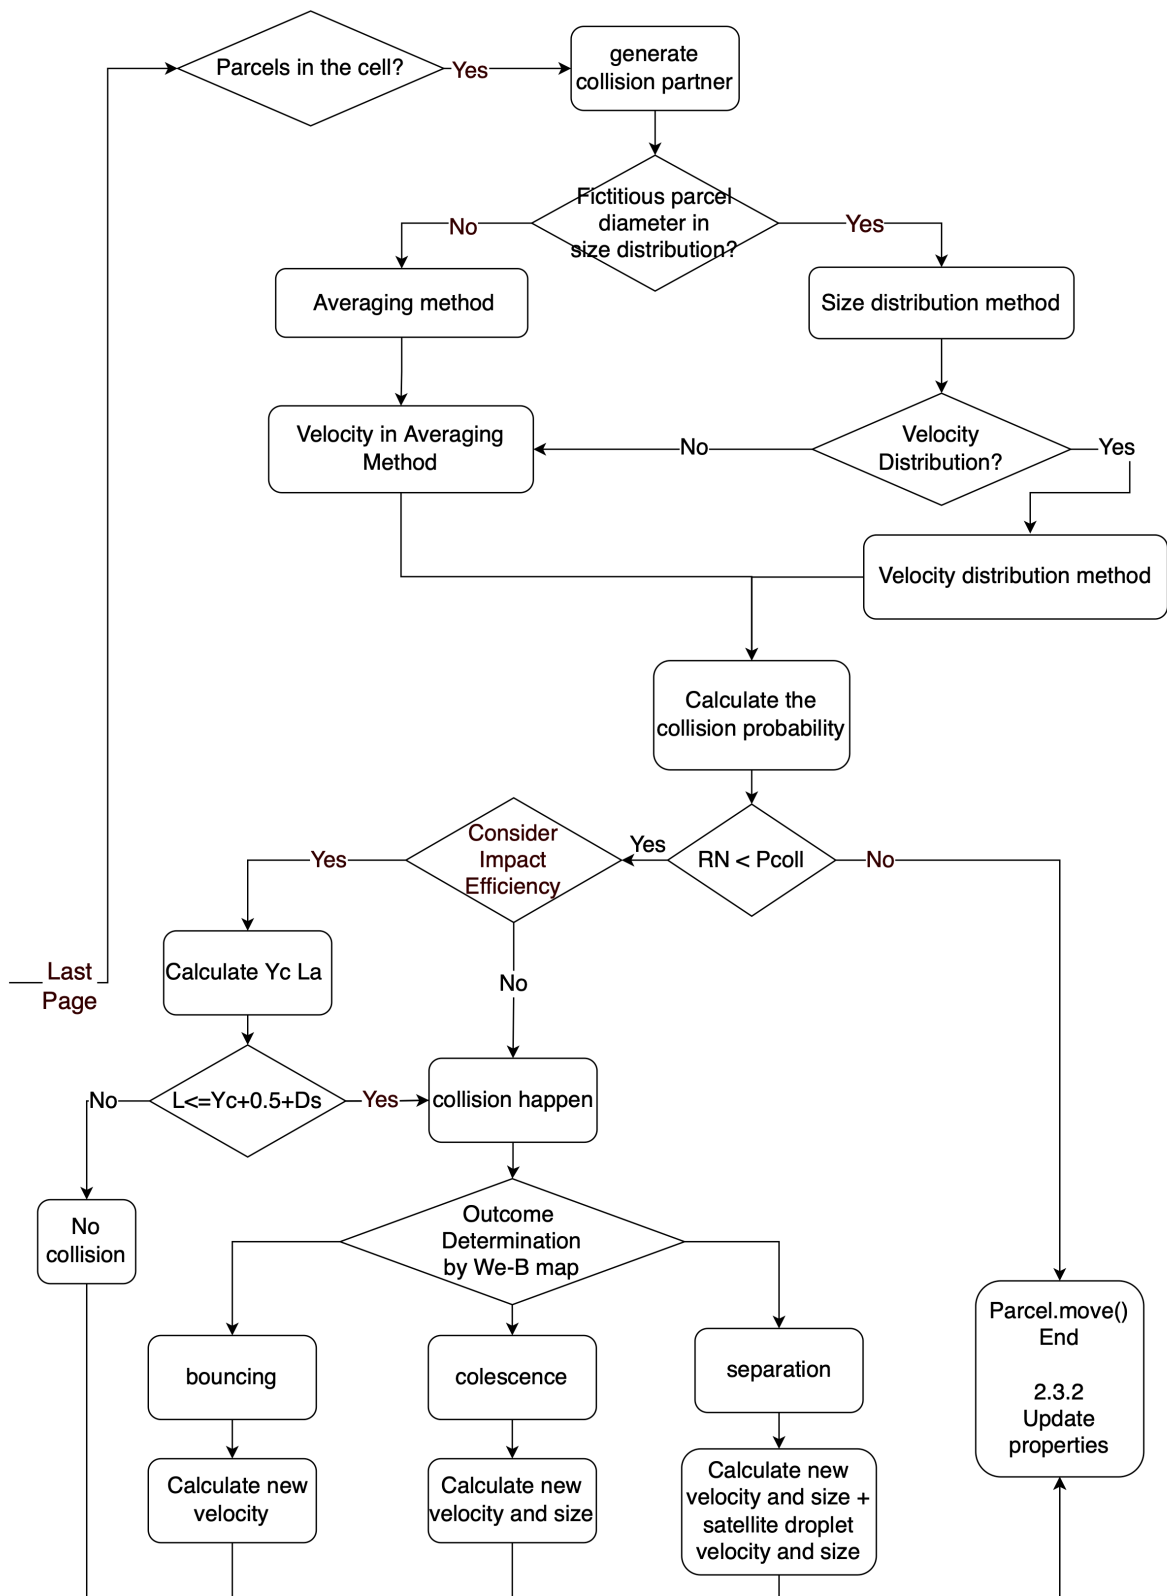 Parcels in the cell?
Yes
generate
collision partner
Fictitious parcel
diameter in
size distribution?
No
Yes
Averaging method
Size distribution method
Velocity in Averaging
Method
No
Velocity
Distribution?
Yes
Velocity distribution method
Calculate the
collision probability
Consider
Impact
Efficiency
Yes
Yes
RN < Pcoll
No
Last
Page
Calculate Yc La
No
No
L<=Yc+0.5+Ds
Yes
collision happen
No
collision
Outcome
Determination
by We-B map
bouncing
colescence
separation
Parcel.move()
End
2.3.2
Update
properties
Calculate new
velocity
Calculate new
velocity and size
Calculate new
velocity and size +
satellite droplet
velocity and size